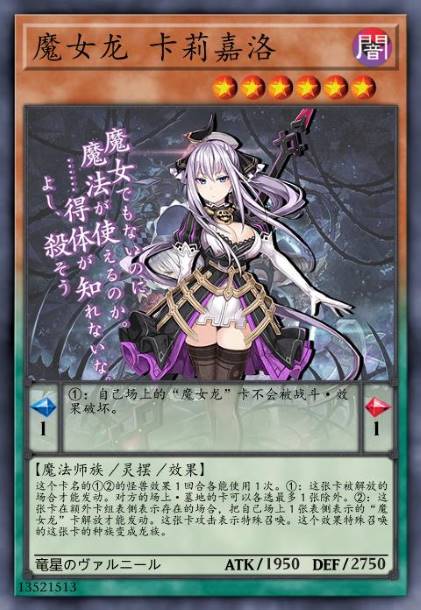 魔女龙 卡莉嘉洛
闇
魔女でもないのに
魔法が使えるのか。
……得体が知れないな
よし、殺そう
①：自己场上的“魔女龙”卡不会被战斗·效
果破坏。
1
1
【魔法师族／灵摆／效果】
这个卡名的①②的怪兽效果1回合各能使用1次。①：这张卡被解放的
场合才能发动。对方的场上·墓地的卡可以各选最多1张除外。②：这
张卡在额外卡组表侧表示存在的场合，把自己场上1张表侧表示的“魔
女龙”卡解放才能发动。这张卡攻击表示特殊召唤。这个效果特殊召唤
的这张卡的种族变成龙族。
竜星のヴァルニール
ATK/1950 DEF/2750
13521513